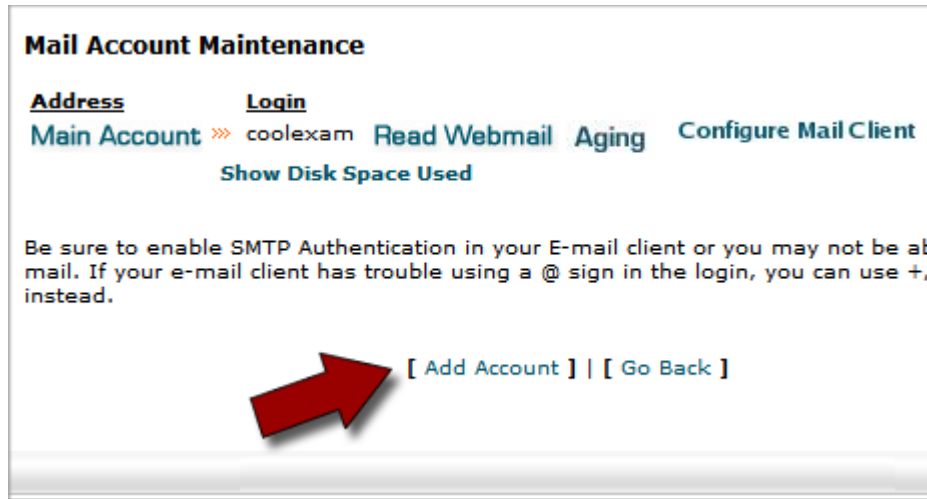 Mail Account Maintenance
Address Login
Main Account »» coolexam Read Webmail Aging Configure Mail Client
Show Disk Space Used
Be sure to enable SMTP Authentication in your E-mail client or you may not be
mail. If your e-mail client has trouble using a @ sign in the login, you can use +,
instead.
[ Add Account ] | [ Go Back ]